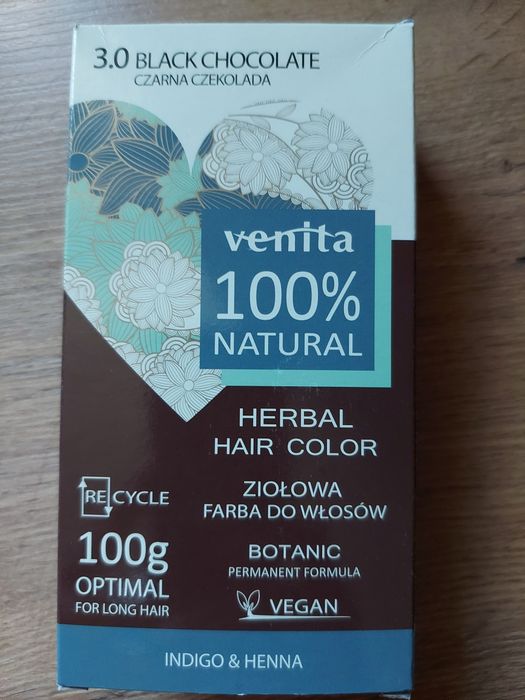 3.0 BLACK CHOCOLATE
CZARNA CZEKOLADA
venita
100%
NATURAL
HERBAL
HAIR COLOR
RE CYCLE
ZIOŁOWA
FARBA DO WŁOSÓW
100g
OPTIMAL
FOR LONG HAIR
BOTANIC
PERMANENT FORMULA
VEGAN
INDIGO & HENNA